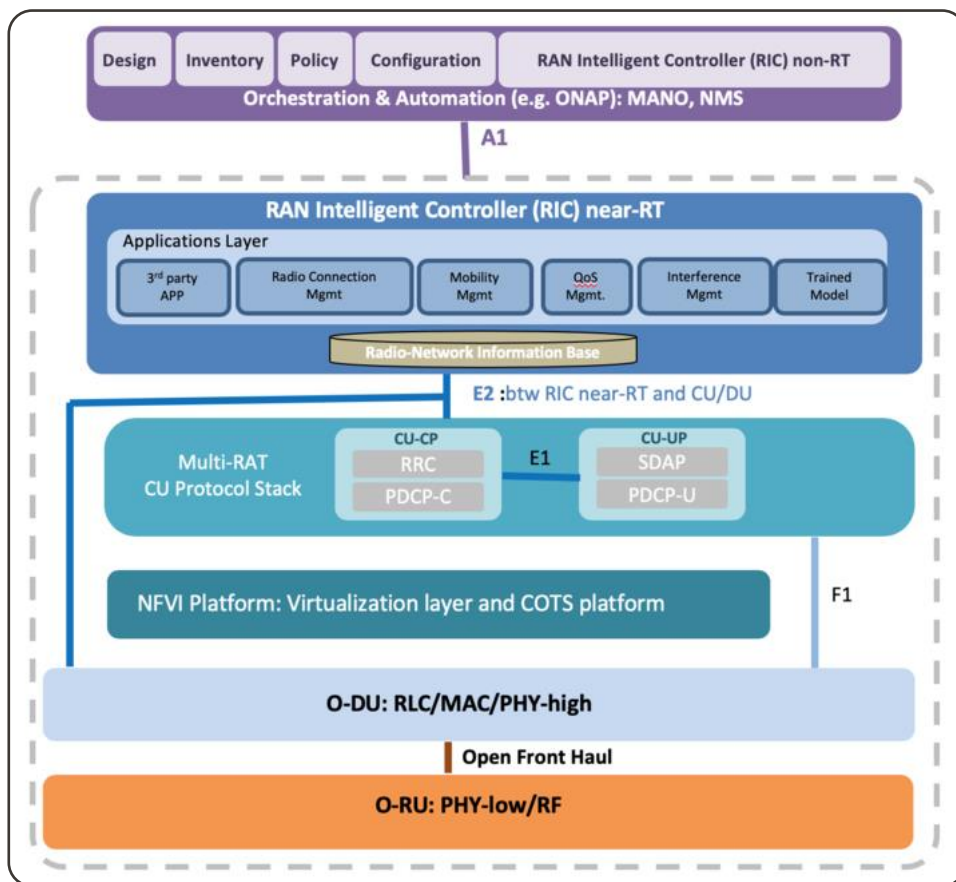 Design Inventory Policy Configuration RAN Intelligent Controller (RIC) non-RT
Orchestration & Automation (e.g. ONAP): MANO, NMS
A1
RAN Intelligent Controller (RIC) near-RT
Applications Layer
3rd party
APP
Radio Connection
Mgmt
Mobility
Mgmt
QoS
Mgmt.
Interference
Mgmt
Trained
Model
Radio-Network Information Base
E2 :btw RIC near-RT and CU/DU
Multi-RAT
CU Protocol Stack
CU-CP
RRC
PDCP-C
E1
CU-UP
SDAP
PDCP-U
NFVI Platform: Virtualization layer and COTS platform
F1
O-DU: RLC/MAC/PHY-high
Open Front Haul
O-RU: PHY-low/RF